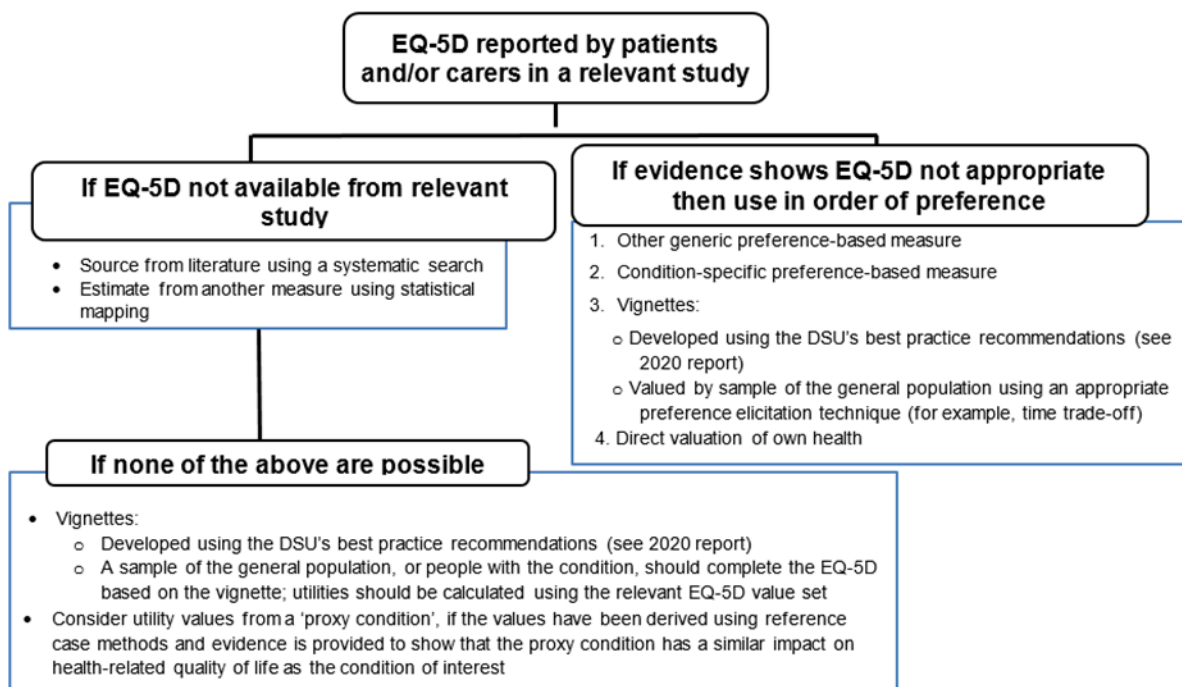 EQ-5D reported by patients
and/or carers in a relevant study
If EQ-5D not available from relevant
study
• Source from literature using a systematic search
• Estimate from another measure using statistical
mapping
If evidence shows EQ-5D not appropriate
then use in order of preference
1. Other generic preference-based measure
2. Condition-specific preference-based measure
3. Vignettes:
o Developed using the DSU's best practice recommendations (see
2020 report)
o Valued by sample of the general population using an appropriate
preference elicitation technique (for example, time trade-off)
4. Direct valuation of own health
If none of the above are possible
• Vignettes:
o Developed using the DSU's best practice recommendations (see 2020 report)
o A sample of the general population, or people with the condition, should complete the EQ-5D
based on the vignette; utilities should be calculated using the relevant EQ-5D value set
• Consider utility values from a 'proxy condition', if the values have been derived using reference
case methods and evidence is provided to show that the proxy condition has a similar impact on
health-related quality of life as the condition of interest